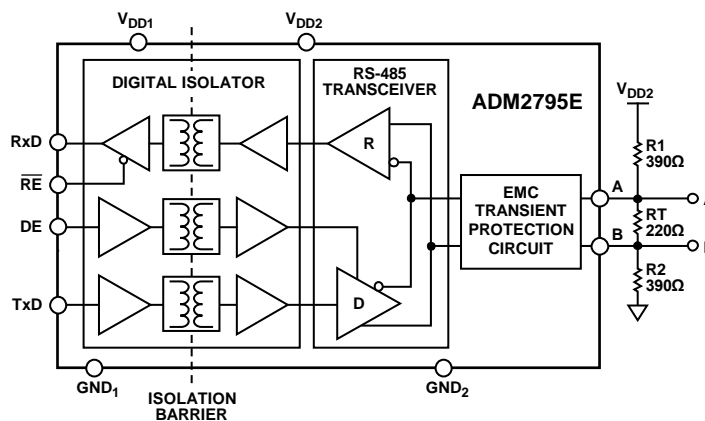 VDD1
VDD2
DIGITAL ISOLATOR
RS-485
TRANSCEIVER
ADM2795E
VDD2
RxD
R
R1
390Ω
RE
EMC
TRANSIENT
PROTECTION
CIRCUIT
A
RT
220Ω
B
DE
R2
390Ω
TxD
D
GND1
GND2
ISOLATION
BARRIER